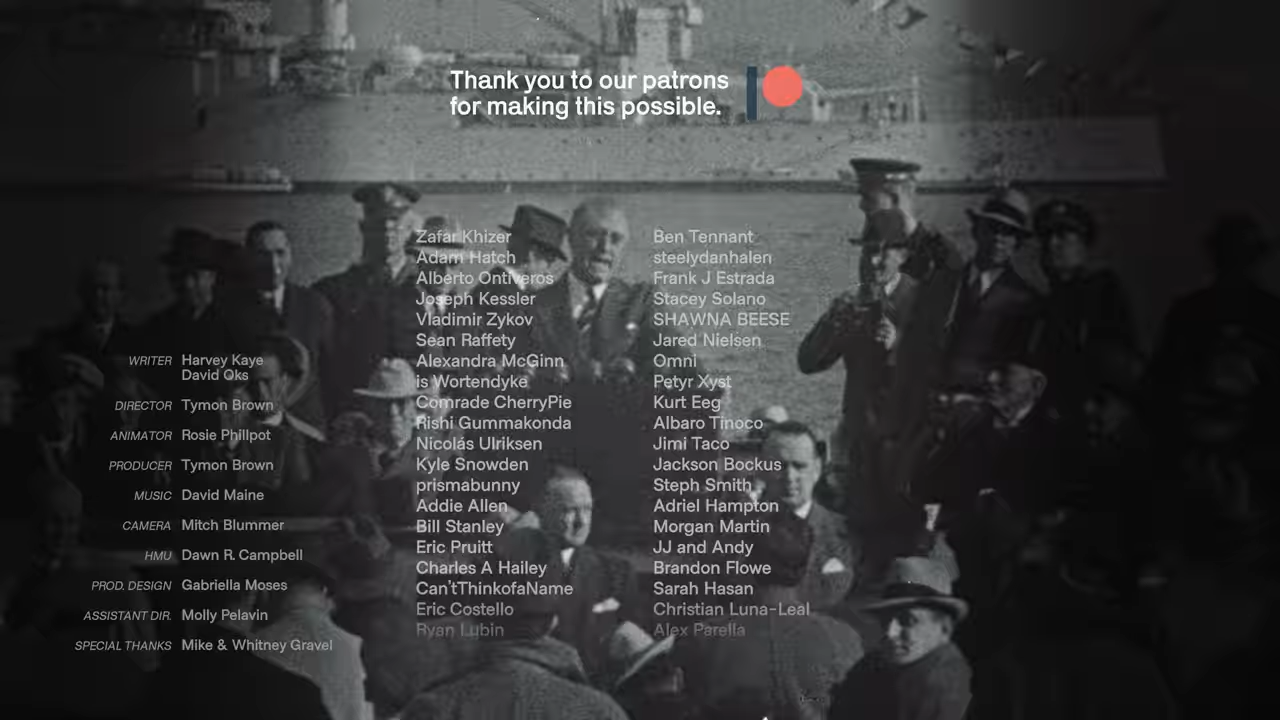 Thank you to our patrons
for making this possible.
WRITER Harvey Kaye
David Qks
DIRECTOR Tymon Brown
ANIMATOR Rosie Phillpot
PRODUCER Tymon Brown
MUSIC David Maine
CAMERA Mitch Blummer
HMU Dawn R. Campbell
PROD. DESIGN Gabriella Moses
ASSISTANT DIR. Molly Pelavin
SPECIAL THANKS Mike & Whitney Gravel
Zafar Khizer
Adam Hatch
Alberto Ontiveros
Joseph Kessler
Vladimir Zykov
Sean Raffety
Alexandra McGinn
is Wortendyke
Comrade CherryPie
Rishi Gummakonda
Nicolás Ulriksen
Kyle Snowden
prismabunny
Addie Allen
Bill Stanley
Eric Pruitt
Charles A Hailey
Can'tThinkofaName
Eric Costello
Ryan Lubin
Ben Tennant
steelydanhalen
Frank J Estrada
Stacey Solano
SHAWNA BEESE
Jared Nielsen
Omni
Petyr Xyst
Kurt Eeg
Albaro Tinoco
Jimi Taco
Jackson Bockus
Steph Smith
Adriel Hampton
Morgan Martin
JJ and Andy
Brandon Flowe
Sarah Hasan
Christian Luna-Leal
Alex Parella